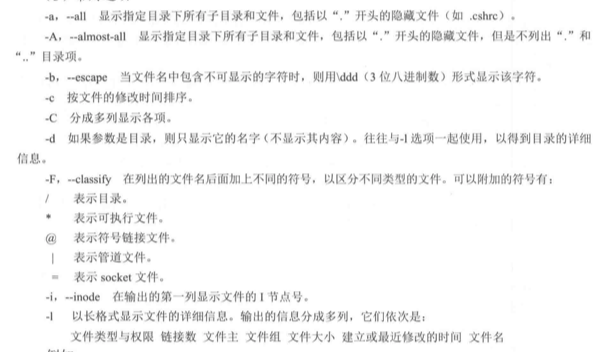 -a，--all 显示指定目录下所有子目录和文件，包括以“.”开头的隐藏文件（如 .cshrc）。
-A，--almost-all 显示指定目录下所有子目录和文件，包括以“.”开头的隐藏文件，但是不列出“.”和
“..”目录项。
-b，--escape 当文件名中包含不可显示的字符时，则用\ddd（3 位八进制数）形式显示该字符。
-c 按文件的修改时间排序。
-C 分成多列显示各项。
-d 如果参数是目录，则只显示它的名字（不显示其内容）。往往与-l 选项一起使用，以得到目录的详细
信息。
-F，--classify 在列出的文件名后面加上不同的符号，以区分不同类型的文件。可以附加的符号有：
/ 表示目录。
* 表示可执行文件。
@ 表示符号链接文件。
| 表示管道文件。
= 表示 socket 文件。
-i，--inode 在输出的第一列显示文件的 I 节点号。
-l 以长格式显示文件的详细信息。输出的信息分成多列，它们依次是：
文件类型与权限 链接数 文件主 文件组 文件大小 建立或最近修改的时间 文件名